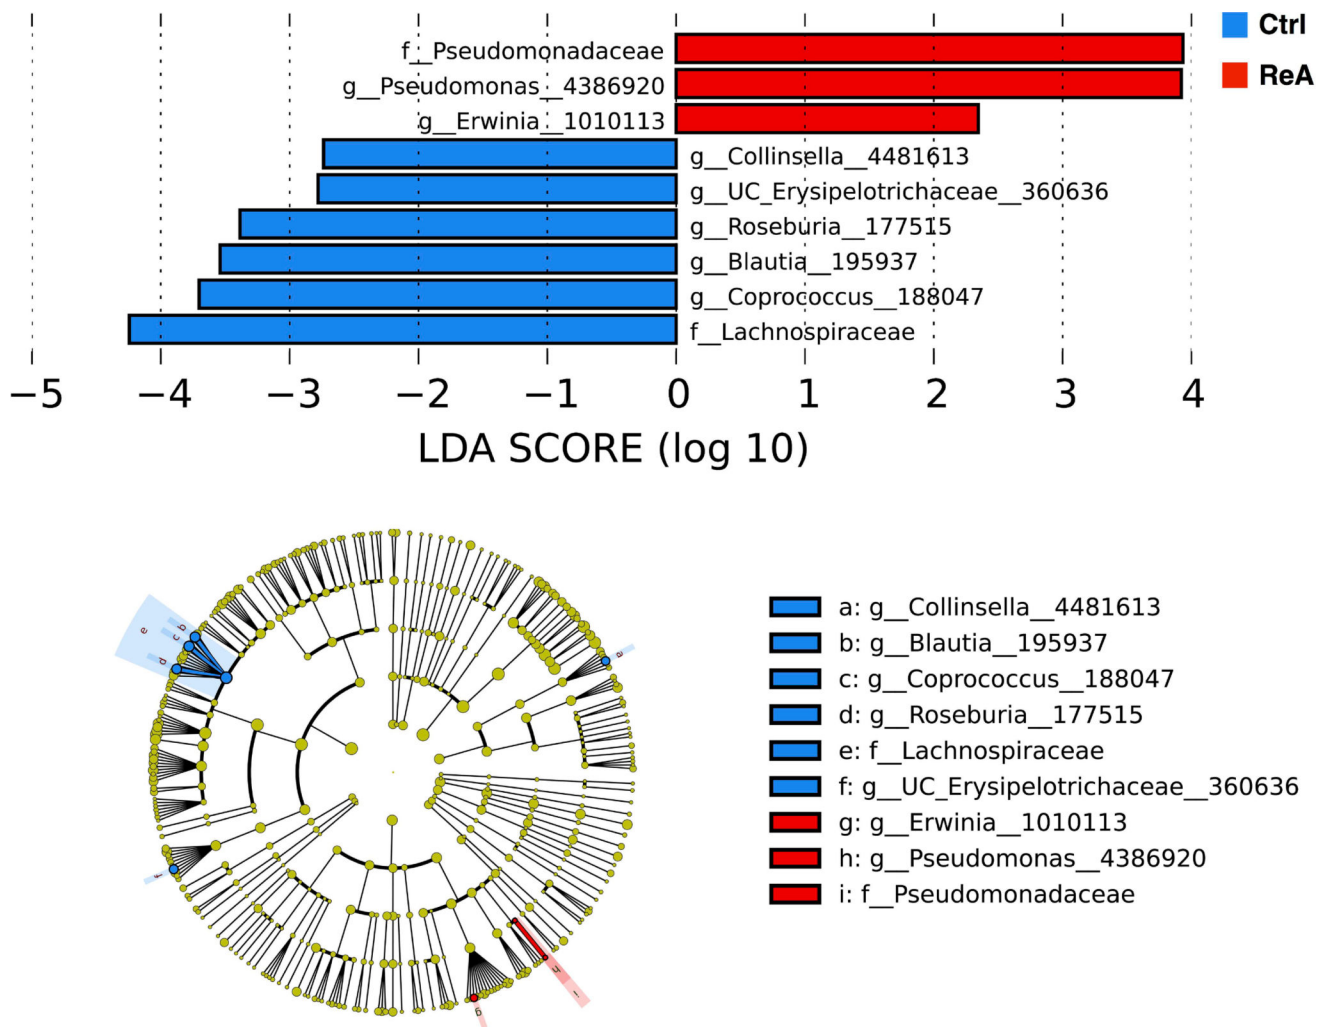 Ctrl
ReA
f__Pseudomonadaceae
g__Pseudomonas__4386920
g__Erwinia__1010113
g__Collinsella__4481613
g__UC_Erysipelotrichaceae__360636
g__Roseburia__177515
g__Blautia__195937
g__Coprococcus__188047
f__Lachnospiraceae
−5 −4 −3 −2 −1 0 1 2 3 4
LDA SCORE (log 10)
a
b
c
e
d
f
g
h
i
a: g__Collinsella__4481613
b: g__Blautia__195937
c: g__Coprococcus__188047
d: g__Roseburia__177515
e: f__Lachnospiraceae
f: g__UC_Erysipelotrichaceae__360636
g: g__Erwinia__1010113
h: g__Pseudomonas__4386920
i: f__Pseudomonadaceae